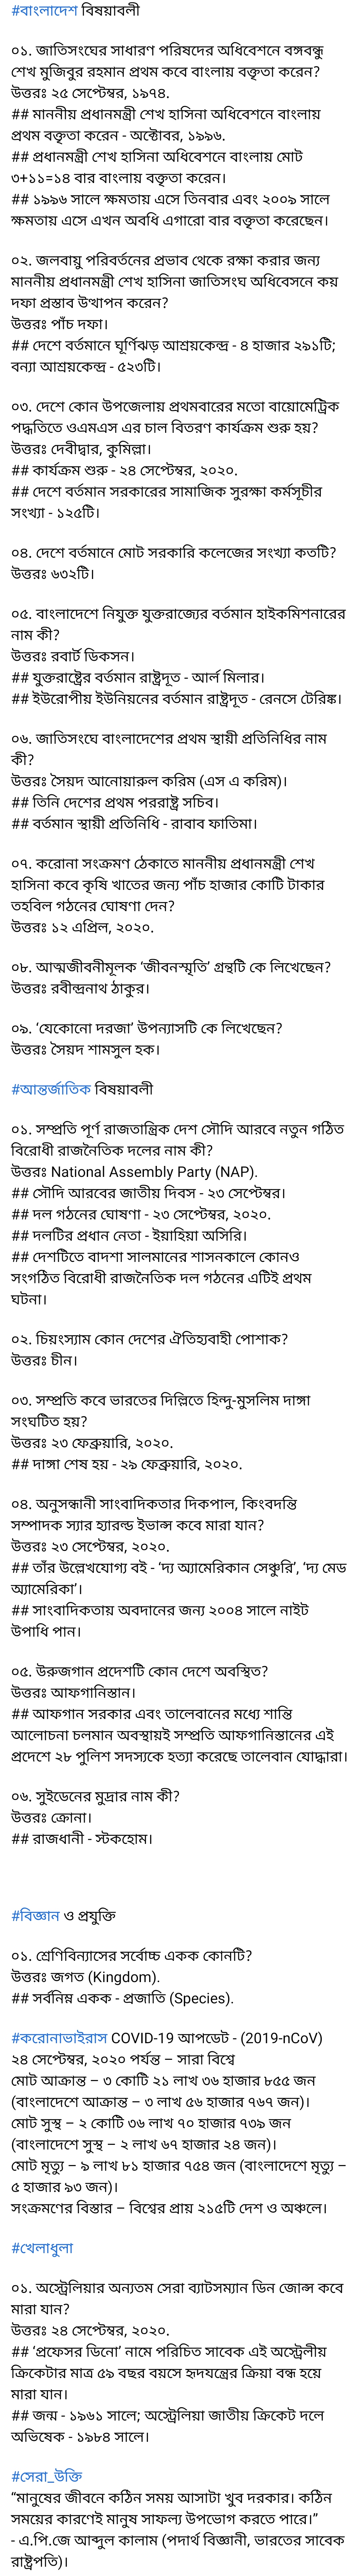 #বাংলাদেশ বিষয়াবলী
০১. জাতিসংঘের সাধারণ পরিষদের অধিবেশনে বঙ্গবন্ধু
শেখ মুজিবুর রহমান প্রথম কবে বাংলায় বক্তৃতা করেন?
উত্তরঃ ২৫ সেপ্টেম্বর, ১৯৭৪.
## মাননীয় প্রধানমন্ত্রী শেখ হাসিনা অধিবেশনে বাংলায়
প্রথম বক্তৃতা করেন - অক্টোবর, ১৯৯৬.
## প্রধানমন্ত্রী শেখ হাসিনা অধিবেশনে বাংলায় মোট
৩+১১=১৪ বার বাংলায় বক্তৃতা করেন।
## ১৯৯৬ সালে ক্ষমতায় এসে তিনবার এবং ২০০৯ সালে
ক্ষমতায় এসে এখন অবধি এগারো বার বক্তৃতা করেছেন।
০২. জলবায়ু পরিবর্তনের প্রভাব থেকে রক্ষা করার জন্য
মাননীয় প্রধানমন্ত্রী শেখ হাসিনা জাতিসংঘ অধিবেসনে কয়
দফা প্রস্তাব উত্থাপন করেন?
উত্তরঃ পাঁচ দফা।
## দেশে বর্তমানে ঘূর্ণিঝড় আশ্রয়কেন্দ্র - ৪ হাজার ২৯১টি;
বন্যা আশ্রয়কেন্দ্র - ৫২৩টি।
০৩. দেশে কোন উপজেলায় প্রথমবারের মতো বায়োমেট্রিক
পদ্ধতিতে ওএমএস এর চাল বিতরণ কার্যক্রম শুরু হয়?
উত্তরঃ দেবীদ্বার, কুমিল্লা।
## কার্যক্রম শুরু - ২৪ সেপ্টেম্বর, ২০২০.
## দেশে বর্তমান সরকারের সামাজিক সুরক্ষা কর্মসূচীর
সংখ্যা - ১২৫টি।
০৪. দেশে বর্তমানে মোট সরকারি কলেজের সংখ্যা কতটি?
উত্তরঃ ৬৩২টি।
০৫. বাংলাদেশে নিযুক্ত যুক্তরাজ্যের বর্তমান হাইকমিশনারের
নাম কী?
উত্তরঃ রবার্ট ডিকসন।
## যুক্তরাষ্ট্রের বর্তমান রাষ্ট্রদূত - আর্ল মিলার।
## ইউরোপীয় ইউনিয়নের বর্তমান রাষ্ট্রদূত - রেনসে টেরিঙ্ক।
০৬. জাতিসংঘে বাংলাদেশের প্রথম স্থায়ী প্রতিনিধির নাম
কী?
উত্তরঃ সৈয়দ আনোয়ারুল করিম (এস এ করিম)।
## তিনি দেশের প্রথম পররাষ্ট্র সচিব।
## বর্তমান স্থায়ী প্রতিনিধি - রাবাব ফাতিমা।
০৭. করোনা সংক্রমণ ঠেকাতে মাননীয় প্রধানমন্ত্রী শেখ
হাসিনা কবে কৃষি খাতের জন্য পাঁচ হাজার কোটি টাকার
তহবিল গঠনের ঘোষণা দেন?
উত্তরঃ ১২ এপ্রিল, ২০২০.
০৮. আত্মজীবনীমূলক ‘জীবনস্মৃতি’ গ্রন্থটি কে লিখেছেন?
উত্তরঃ রবীন্দ্রনাথ ঠাকুর।
০৯. ‘যেকোনো দরজা’ উপন্যাসটি কে লিখেছেন?
উত্তরঃ সৈয়দ শামসুল হক।
#আন্তর্জাতিক বিষয়াবলী
০১. সম্প্রতি পূর্ণ রাজতান্ত্রিক দেশ সৌদি আরবে নতুন গঠিত
বিরোধী রাজনৈতিক দলের নাম কী?
উত্তরঃ National Assembly Party (NAP).
## সৌদি আরবের জাতীয় দিবস - ২৩ সেপ্টেম্বর।
## দল গঠনের ঘোষণা - ২৩ সেপ্টেম্বর, ২০২০.
## দলটির প্রধান নেতা - ইয়াহিয়া অসিরি।
## দেশটিতে বাদশা সালমানের শাসনকালে কোনও
সংগঠিত বিরোধী রাজনৈতিক দল গঠনের এটিই প্রথম
ঘটনা।
০২. চিয়ংস্যাম কোন দেশের ঐতিহ্যবাহী পোশাক?
উত্তরঃ চীন।
০৩. সম্প্রতি কবে ভারতের দিল্লিতে হিন্দু-মুসলিম দাঙ্গা
সংঘটিত হয়?
উত্তরঃ ২৩ ফেব্রুয়ারি, ২০২০.
## দাঙ্গা শেষ হয় - ২৯ ফেব্রুয়ারি, ২০২০.
০৪. অনুসন্ধানী সাংবাদিকতার দিকপাল, কিংবদন্তি
সম্পাদক স্যার হ্যারল্ড ইভান্স কবে মারা যান?
উত্তরঃ ২৩ সেপ্টেম্বর, ২০২০.
## তাঁর উল্লেখযোগ্য বই - ‘দ্য অ্যামেরিকান সেঞ্চুরি’, ‘দ্য মেড
অ্যামেরিকা’।
## সাংবাদিকতায় অবদানের জন্য ২০০৪ সালে নাইট
উপাধি পান।
০৫. উরুজগান প্রদেশটি কোন দেশে অবস্থিত?
উত্তরঃ আফগানিস্তান।
## আফগান সরকার এবং তালেবানের মধ্যে শান্তি
আলোচনা চলমান অবস্থায়ই সম্প্রতি আফগানিস্তানের এই
প্রদেশে ২৮ পুলিশ সদস্যকে হত্যা করেছে তালেবান যোদ্ধারা।
০৬. সুইডেনের মুদ্রার নাম কী?
উত্তরঃ ক্রোনা।
## রাজধানী - স্টকহোম।
#বিজ্ঞান ও প্রযুক্তি
০১. শ্রেণিবিন্যাসের সর্বোচ্চ একক কোনটি?
উত্তরঃ জগত (Kingdom).
## সর্বনিম্ন একক - প্রজাতি (Species).
#করোনাভাইরাস COVID-19 আপডেট - (2019-nCoV)
২৪ সেপ্টেম্বর, ২০২০ পর্যন্ত – সারা বিশ্বে
মোট আক্রান্ত – ৩ কোটি ২১ লাখ ৩৬ হাজার ৮৫৫ জন
(বাংলাদেশে আক্রান্ত – ৩ লাখ ৫৬ হাজার ৭৬৭ জন)।
মোট সুস্থ – ২ কোটি ৩৬ লাখ ৭০ হাজার ৭৩৯ জন
(বাংলাদেশে সুস্থ – ২ লাখ ৬৭ হাজার ২৪ জন)।
মোট মৃত্যু – ৯ লাখ ৮১ হাজার ৭৫৪ জন (বাংলাদেশে মৃত্যু –
৫ হাজার ৯৩ জন)।
সংক্রমণের বিস্তার – বিশ্বের প্রায় ২১৫টি দেশ ও অঞ্চলে।
#খেলাধুলা
০১. অস্ট্রেলিয়ার অন্যতম সেরা ব্যাটসম্যান ডিন জোন্স কবে
মারা যান?
উত্তরঃ ২৪ সেপ্টেম্বর, ২০২০.
## ‘প্রফেসর ডিনো’ নামে পরিচিত সাবেক এই অস্ট্রেলীয়
ক্রিকেটার মাত্র ৫৯ বছর বয়সে হৃদযন্ত্রের ক্রিয়া বন্ধ হয়ে
মারা যান।
## জন্ম - ১৯৬১ সালে; অস্ট্রেলিয়া জাতীয় ক্রিকেট দলে
অভিষেক - ১৯৮৪ সালে।
#সেরা_উক্তি
“মানুষের জীবনে কঠিন সময় আসাটা খুব দরকার। কঠিন
সময়ের কারণেই মানুষ সাফল্য উপভোগ করতে পারে।”
- এ.পি.জে আব্দুল কালাম (পদার্থ বিজ্ঞানী, ভারতের সাবেক
রাষ্ট্রপতি)।